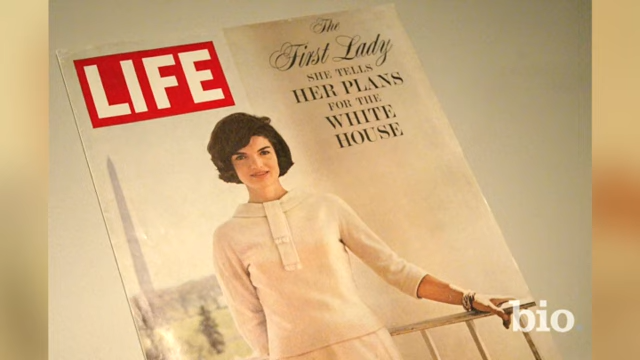 LIFE
The
First Lady
SHE TELLS
HER PLANS
FOR THE
WHITE
HOUSE
bio.